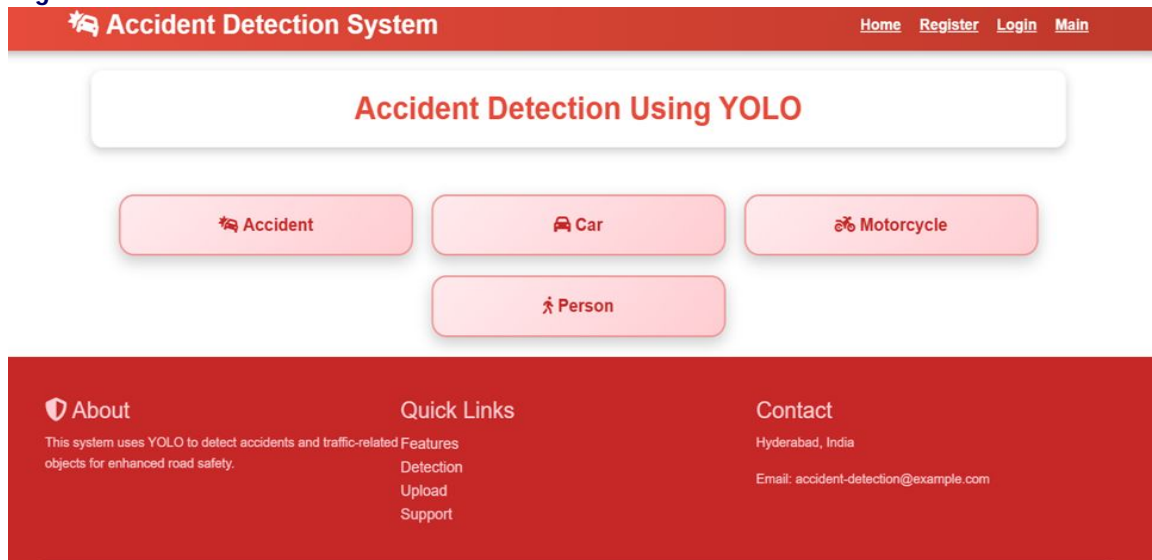 Accident Detection System
Home Register Login Main
Accident Detection Using YOLO
Accident
Car
Motorcycle
Person
About
This system uses YOLO to detect accidents and traffic-related
objects for enhanced road safety.
Quick Links
Features
Detection
Upload
Support
Contact
Hyderabad, India
Email: accident-detection@example.com